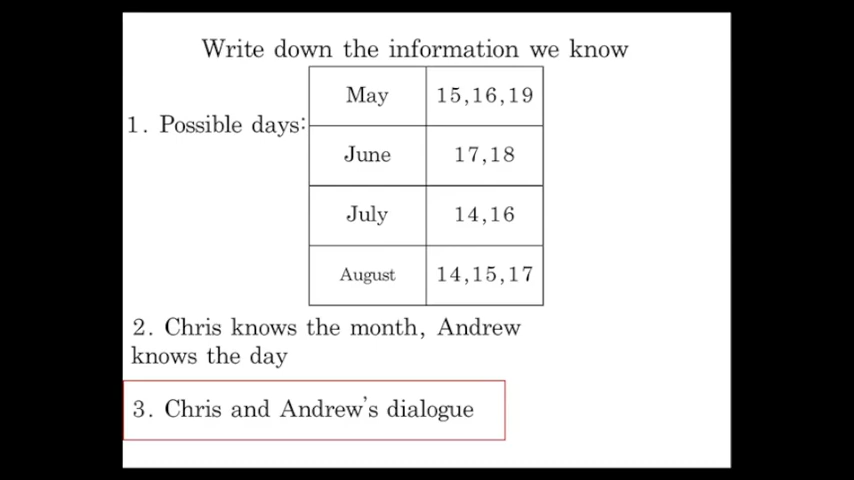 Write down the information we know
1. Possible days:
May 15,16,19
June 17,18
July 14,16
August 14,15,17
2. Chris knows the month, Andrew
knows the day
3. Chris and Andrew's dialogue